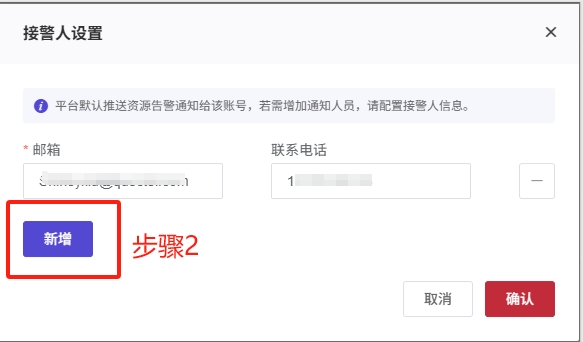 接警人设置
平台默认推送资源告警通知给该账号，若需增加通知人员，请配置接警人信息。
* 邮箱 联系电话
1
新增
步骤2
取消 确认